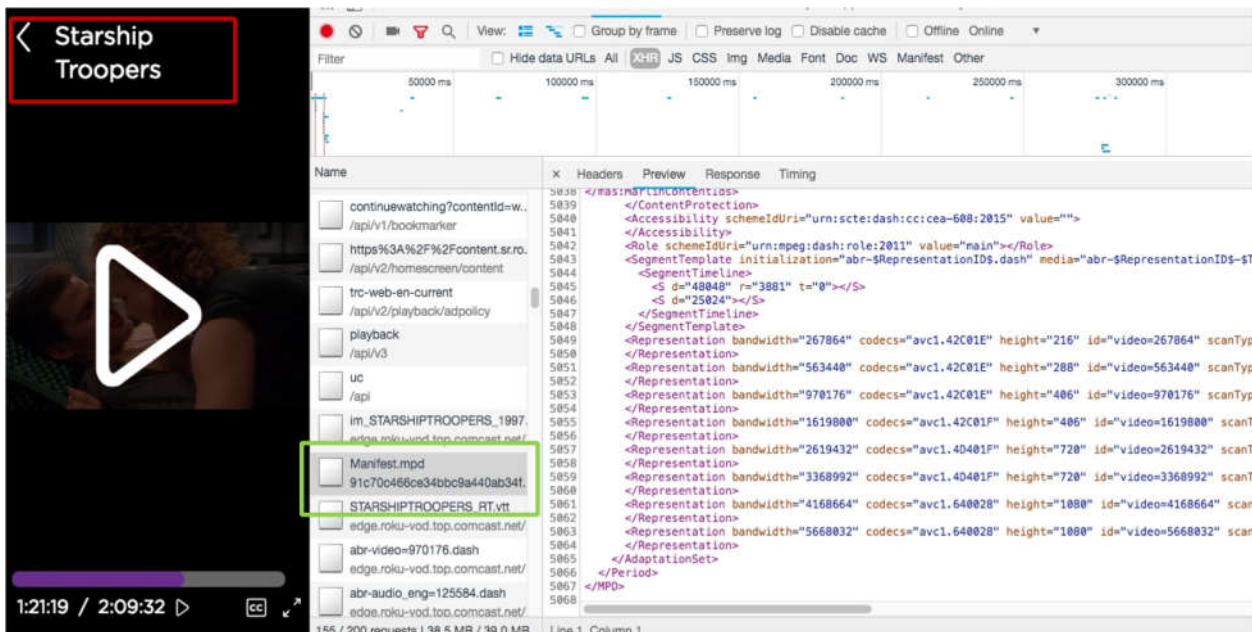 Starship
Troopers
1:21:19 / 2:09:32
CC
View:
Group by frame
Preserve log
Disable cache
Offline Online
Filter
Hide data URLs All XHR JS CSS Img Media Font Doc WS Manifest Other
50000 ms 100000 ms 150000 ms 200000 ms 250000 ms 300000 ms
Name
continuewatching?contentId=w..
/api/v1/bookmarker
https%3A%2F%2Fcontent.sr.ro.
/api/v2/homescreen/content
trc-web-en-current
/api/v2/playback/adpolicy
playback
/api/v3
uc
/api
im_STARSHIPTROOPERS_1997.
edge.roku-vod.top.comcast.net/
Manifest.mpd
91c70c466ce34bbc9a440ab34f.
STARSHIPTROOPERS_RT.vtt
edge.roku-vod.top.comcast.net/
abr-video=970176.dash
edge.roku-vod.top.comcast.net/
abr-audio_eng=125584.dash
edge.roku-vod.top.comcast.net/
155 / 200 requests | 38.5 MB / 39.0 MB
× Headers Preview Response Timing
5038 </mas:MarlinContentIds>
5039 </ContentProtection>
5040 <Accessibility schemeIdUri="urn:scte:dash:cc:cea-608:2015" value="">
5041 </Accessibility>
5042 <Role schemeIdUri="urn:mpeg:dash:role:2011" value="main"></Role>
5043 <SegmentTemplate initialization="abr-$RepresentationID$.dash" media="abr-$RepresentationID$-$T
5044 <SegmentTimeline>
5045 <S d="48048" r="3881" t="0"></S>
5046 <S d="25024"></S>
5047 </SegmentTimeline>
5048 </SegmentTemplate>
5049 <Representation bandwidth="267864" codecs="avc1.42C01E" height="216" id="video=267864" scanTyp
5050 </Representation>
5051 <Representation bandwidth="563440" codecs="avc1.42C01E" height="288" id="video=563440" scanTyp
5052 </Representation>
5053 <Representation bandwidth="970176" codecs="avc1.42C01E" height="406" id="video=970176" scanTyp
5054 </Representation>
5055 <Representation bandwidth="1619800" codecs="avc1.42C01F" height="406" id="video=1619800" scanT
5056 </Representation>
5057 <Representation bandwidth="2619432" codecs="avc1.4D401F" height="720" id="video=2619432" scanT
5058 </Representation>
5059 <Representation bandwidth="3368992" codecs="avc1.4D401F" height="720" id="video=3368992" scanT
5060 </Representation>
5061 <Representation bandwidth="4168664" codecs="avc1.640028" height="1080" id="video=4168664" scan
5062 </Representation>
5063 <Representation bandwidth="5668032" codecs="avc1.640028" height="1080" id="video=5668032" scan
5064 </Representation>
5065 </AdaptationSet>
5066 </Period>
5067 </MPD>
5068
Line 1, Column 1